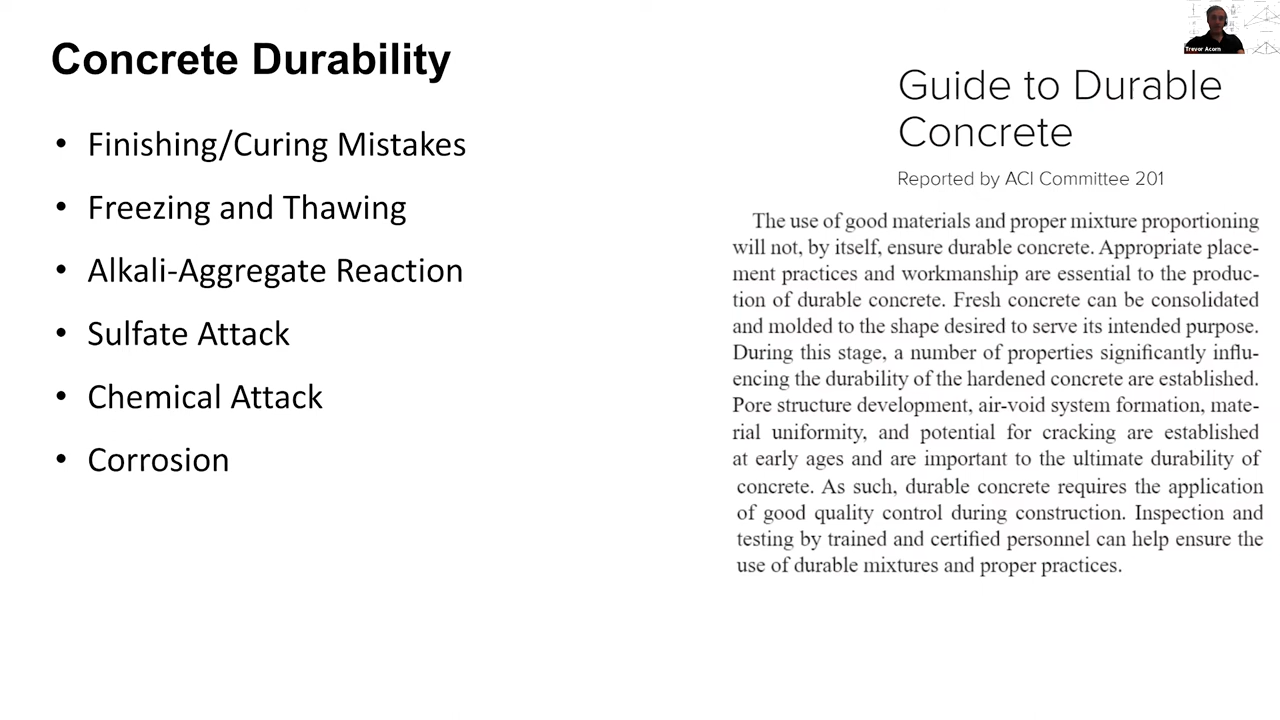 Concrete Durability
• Finishing/Curing Mistakes
• Freezing and Thawing
• Alkali-Aggregate Reaction
• Sulfate Attack
• Chemical Attack
• Corrosion
Trevor Acorn
Guide to Durable
Concrete
Reported by ACI Committee 201
The use of good materials and proper mixture proportioning
will not, by itself, ensure durable concrete. Appropriate place-
ment practices and workmanship are essential to the produc-
tion of durable concrete. Fresh concrete can be consolidated
and molded to the shape desired to serve its intended purpose.
During this stage, a number of properties significantly influ-
encing the durability of the hardened concrete are established.
Pore structure development, air-void system formation, mate-
rial uniformity, and potential for cracking are established
at early ages and are important to the ultimate durability of
concrete. As such, durable concrete requires the application
of good quality control during construction. Inspection and
testing by trained and certified personnel can help ensure the
use of durable mixtures and proper practices.